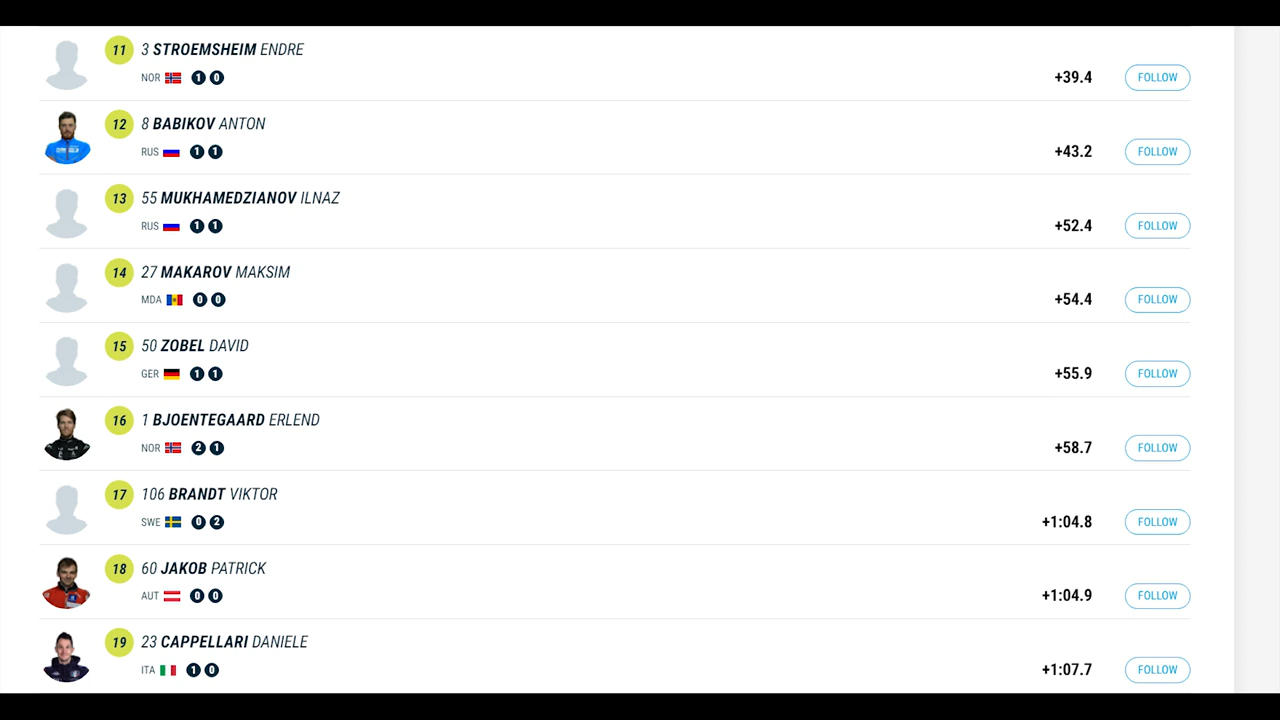 11 3 STROEMSHEIM ENDRE
NOR 1 0 +39.4 FOLLOW
12 8 BABIKOV ANTON
RUS 1 1 +43.2 FOLLOW
13 55 MUKHAMEDZIANOV ILNAZ
RUS 1 1 +52.4 FOLLOW
14 27 MAKAROV MAKSIM
MDA 0 0 +54.4 FOLLOW
15 50 ZOBEL DAVID
GER 1 1 +55.9 FOLLOW
16 1 BJOENTEGAARD ERLEND
NOR 2 1 +58.7 FOLLOW
17 106 BRANDT VIKTOR
SWE 0 2 +1:04.8 FOLLOW
18 60 JAKOB PATRICK
AUT 0 0 +1:04.9 FOLLOW
19 23 CAPPELLARI DANIELE
ITA 1 0 +1:07.7 FOLLOW